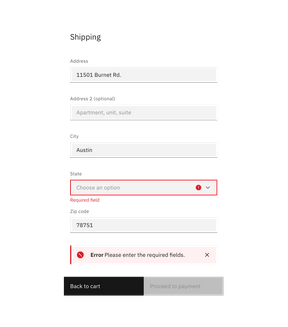 Shipping
Address
11501 Burnet Rd.
Address 2 (optional)
Apartment, unit, suite
City
Austin
State
Choose an option
Required field
Zip code
78751
Error Please enter the required fields.
Back to cart
Proceed to payment